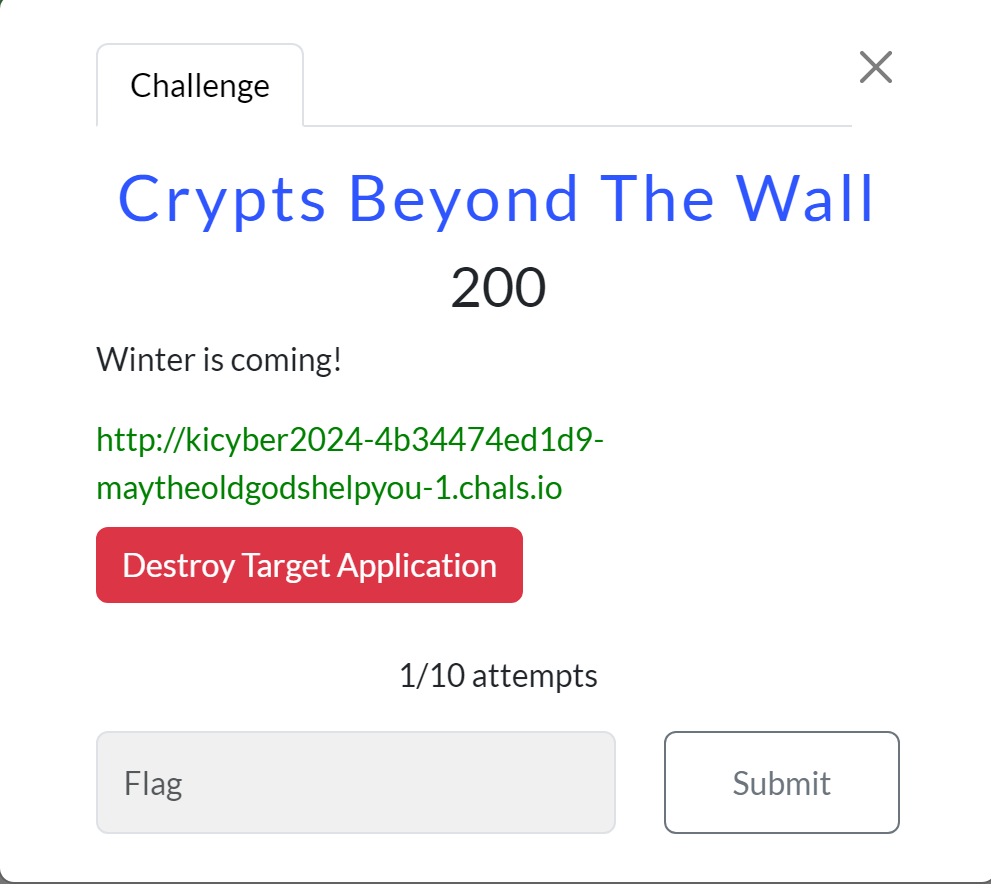 Challenge
Crypts Beyond The Wall
200
Winter is coming!
http://kicyber2024-4b34474ed1d9-
maytheoldgodshelpyou-1.chals.io
Destroy Target Application
1/10 attempts
Flag
Submit